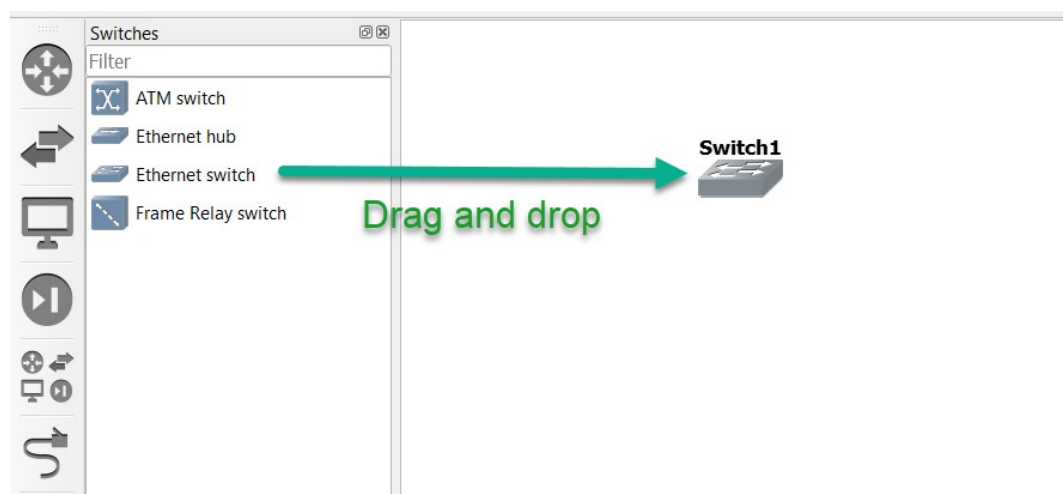 Switches
Filter
ATM switch
Ethernet hub
Ethernet switch
Frame Relay switch
Switch1
Drag and drop